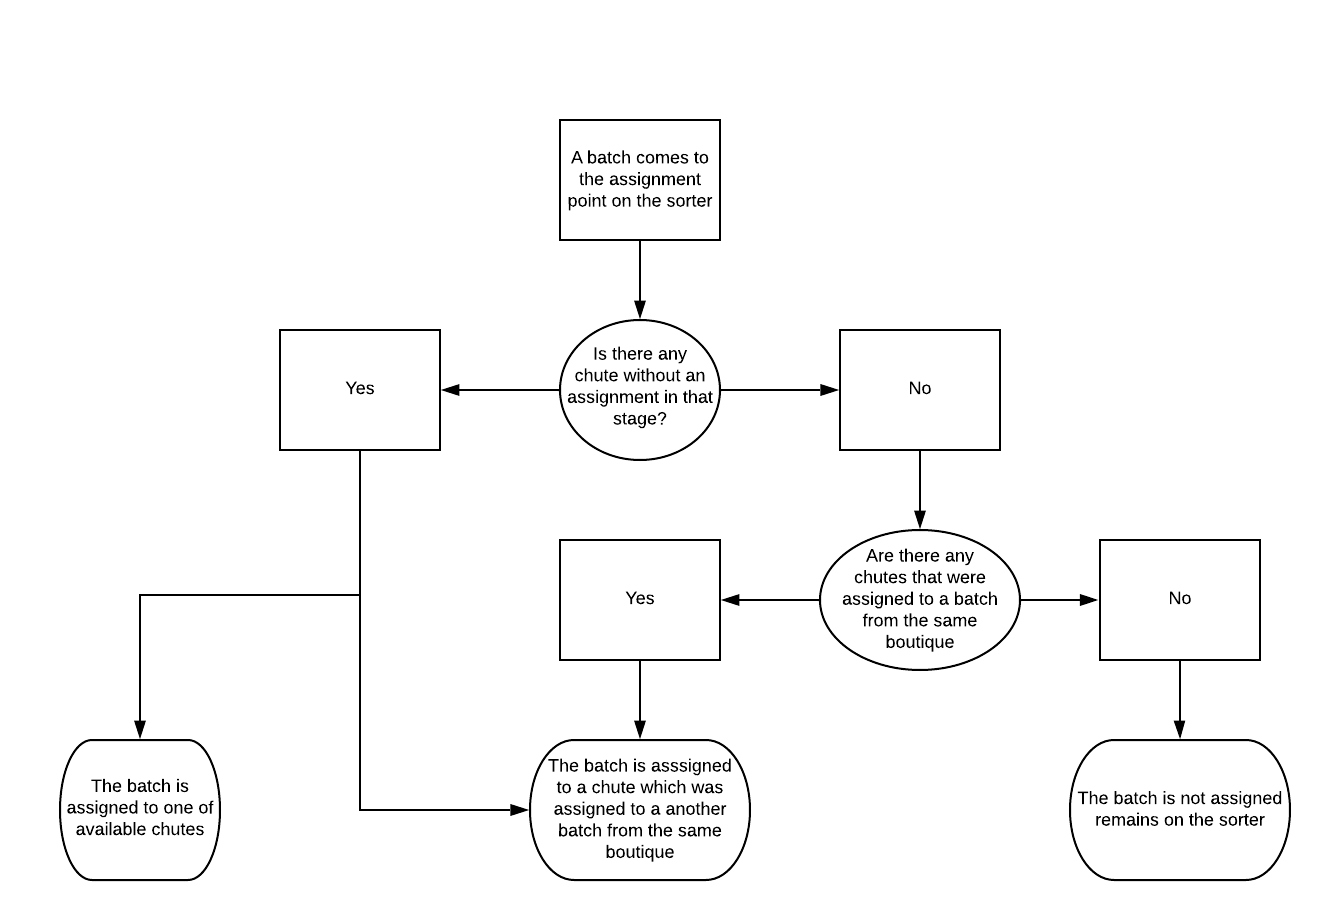 A batch comes to
the assignment
point on the sorter
Is there any
chute without an
assignment in that
stage?
Yes
No
Are there any
chutes that were
assigned to a batch
from the same
boutique
Yes
No
The batch is
assigned to one of
available chutes
The batch is asssigned
to a chute which was
assigned to a another
batch from the same
boutique
The batch is not assigned
remains on the sorter